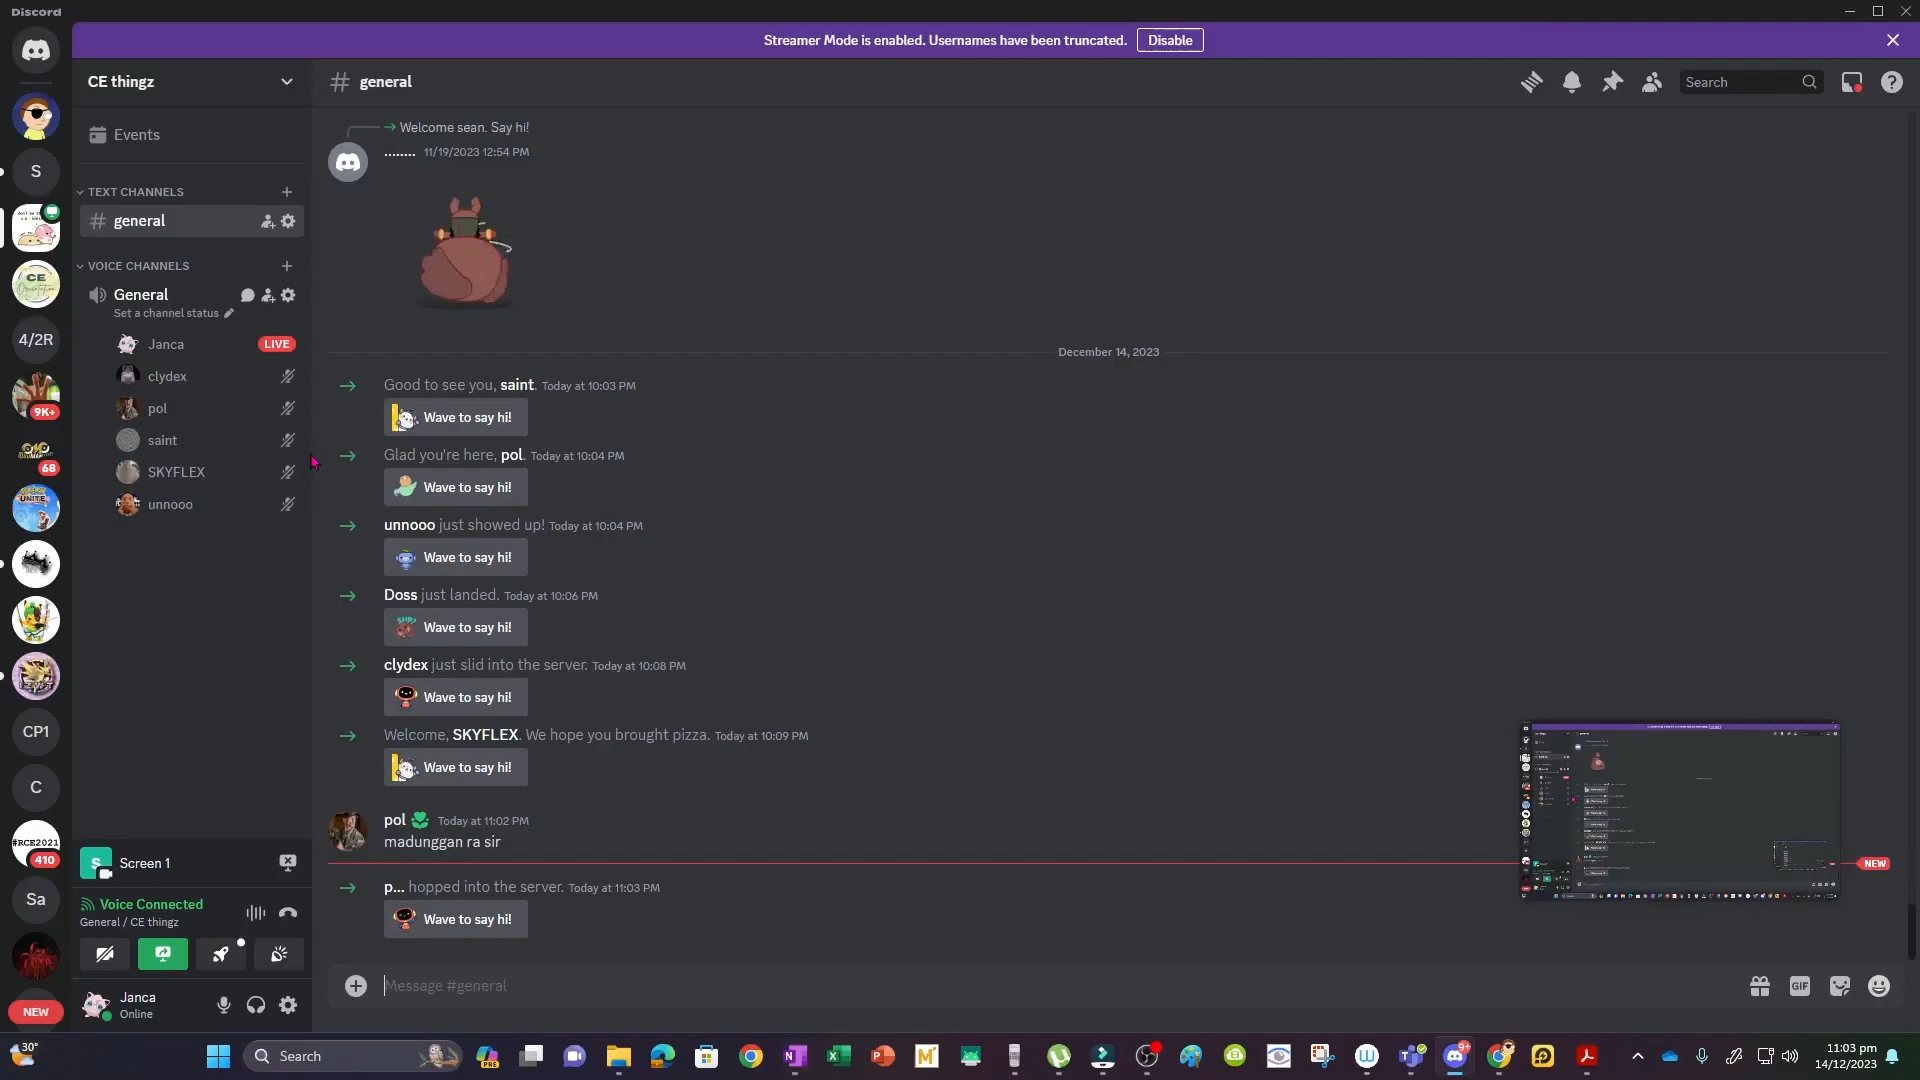 Discord
Streamer Mode is enabled. Usernames have been truncated.
Disable
CE thingz
general
Search
Events
TEXT CHANNELS
general
VOICE CHANNELS
General
Set a channel status
Janca
LIVE
clydex
pol
saint
SKYFLEX
unnooo
S
CE
4/2R
9K+
68
CP1
C
#RCE2021
410
Sa
NEW
Welcome sean. Say hi!
........ 11/19/2023 12:54 PM
December 14, 2023
Good to see you, saint. Today at 10:03 PM
Wave to say hi!
Glad you're here, pol. Today at 10:04 PM
Wave to say hi!
unnooo just showed up! Today at 10:04 PM
Wave to say hi!
Doss just landed. Today at 10:06 PM
Wave to say hi!
clydex just slid into the server. Today at 10:08 PM
Wave to say hi!
Welcome, SKYFLEX. We hope you brought pizza. Today at 10:09 PM
Wave to say hi!
pol Today at 11:02 PM
madunggan ra sir
NEW
p... hopped into the server. Today at 11:03 PM
Wave to say hi!
Message #general
GIF
S
Screen 1
Voice Connected
General / CE thingz
Janca
Online
30°
Search
PRE
9+
11:03 pm
14/12/2023